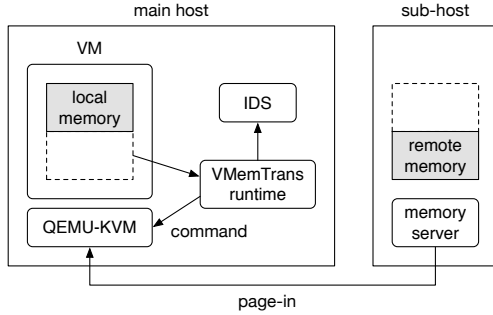 main host
sub-host
VM
local
memory
IDS
remote
memory
VMemTrans
runtime
QEMU-KVM
command
memory
server
page-in